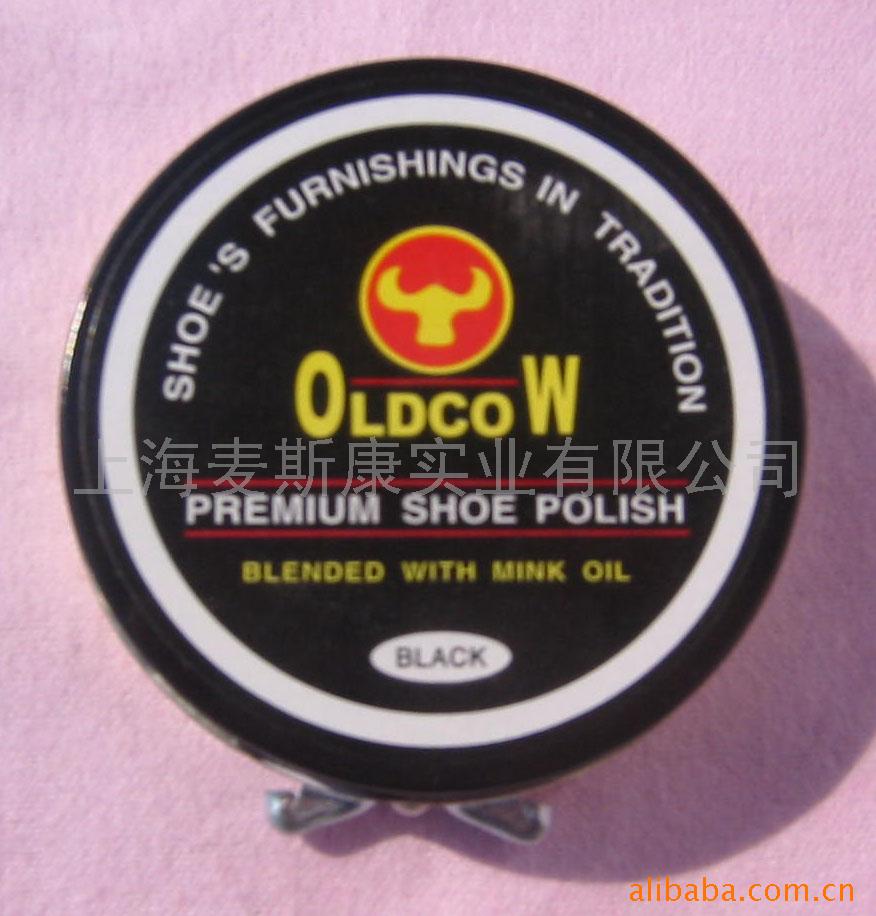 SHOE'S FURNISHINGS IN TRADITION
OLDCOW
上海麦斯康实业有限公司
PREMIUM SHOE POLISH
BLENDED WITH MINK OIL
BLACK
alibaba.com.cn